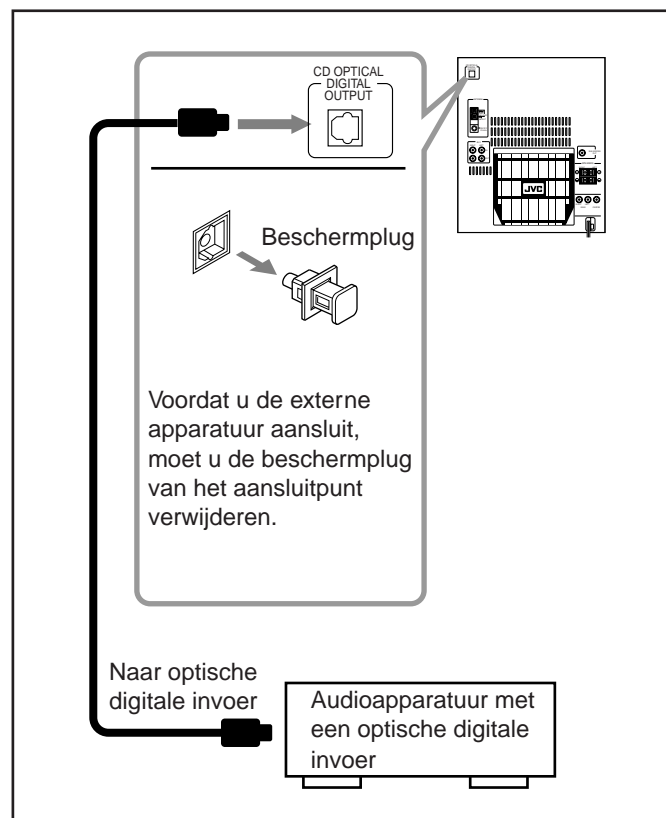 CD OPTICAL
DIGITAL
OUTPUT
JVC
Beschermplug
Voordat u de externe
apparatuur aansluit,
moet u de beschermplug
van het aansluitpunt
verwijderen.
Naar optische
digitale invoer
Audioapparatuur met
een optische digitale
invoer